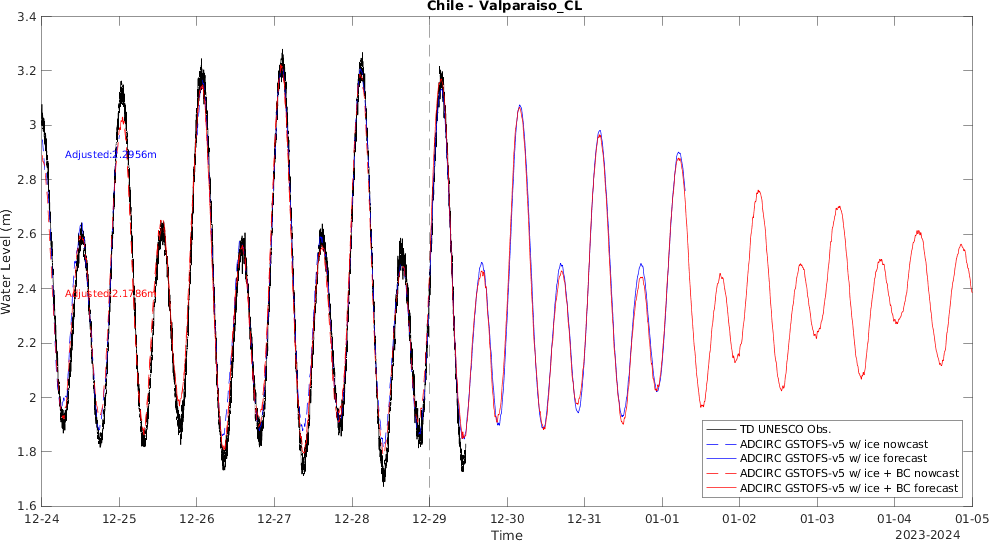 Chile - Valparaiso_CL
3.4
3.2
3
2.8
2.6
2.4
2.2
2
1.8
1.6
Water Level (m)
Adjusted:2.2956m
Adjusted:2.1786m
TD UNESCO Obs.
ADCIRC GSTOFS-v5 w/ ice nowcast
ADCIRC GSTOFS-v5 w/ ice forecast
ADCIRC GSTOFS-v5 w/ ice + BC nowcast
ADCIRC GSTOFS-v5 w/ ice + BC forecast
12-24 12-25 12-26 12-27 12-28 12-29 12-30 12-31 01-01 01-02 01-03 01-04 01-05
Time
2023-2024